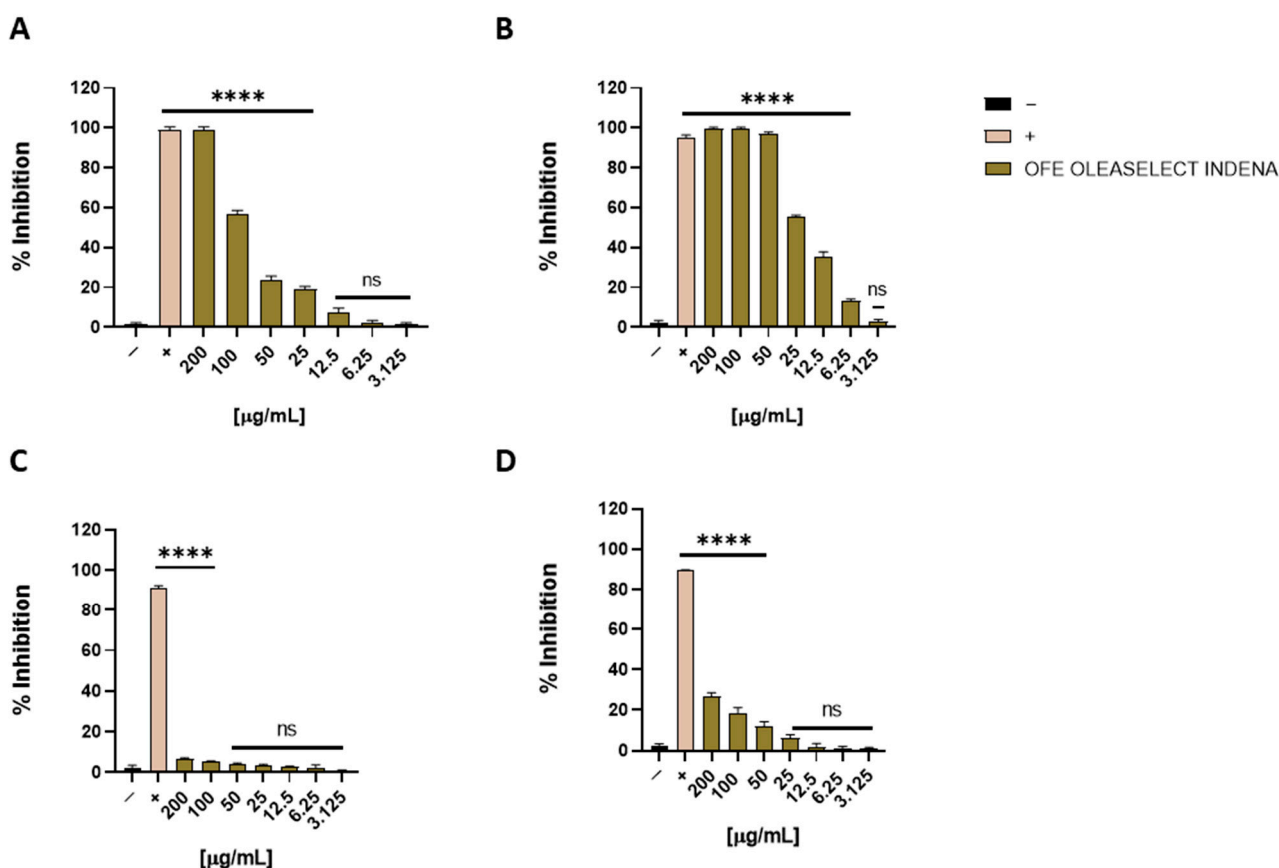 A
B
120
100
80
60
40
20
0
% Inhibition
****
ns
– + 200 100 50 25 12.5 6.25 3.125
[µg/mL]
120
100
80
60
40
20
0
% Inhibition
****
ns
– + 200 100 50 25 12.5 6.25 3.125
[µg/mL]
–
+
OFE OLEASELECT INDENA
C
D
120
100
80
60
40
20
0
% Inhibition
****
ns
– + 200 100 50 25 12.5 6.25 3.125
[µg/mL]
120
100
80
60
40
20
0
% Inhibition
****
ns
– + 200 100 50 25 12.5 6.25 3.125
[µg/mL]